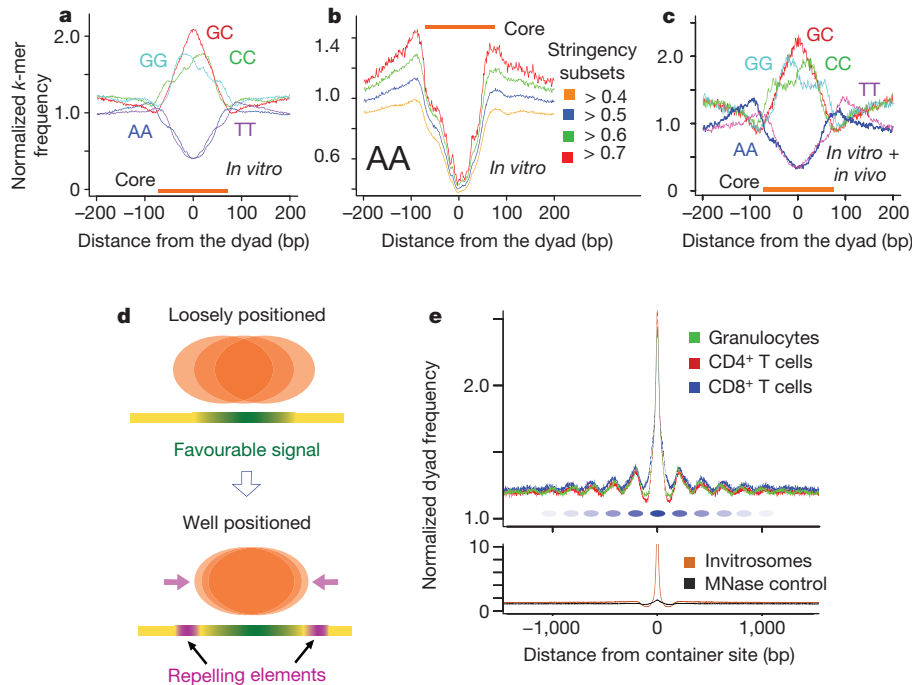 a
Normalized k-mer
frequency
2.0
1.0
0
GC
GG
CC
AA
TT
In vitro
Core
−200 −100 0 100 200
Distance from the dyad (bp)
b
1.4
1.0
0.6
Core
Stringency
subsets
> 0.4
> 0.5
> 0.6
> 0.7
AA
In vitro
−200 −100 0 100 200
Distance from the dyad (bp)
c
2.0
1.5
1.0
0.5
0
GC
GG
CC
TT
AA
In vitro +
in vivo
Core
−200 −100 0 100 200
Distance from the dyad (bp)
d
Loosely positioned
Favourable signal
Well positioned
Repelling elements
e
Normalized dyad frequency
2.0
1.0
Granulocytes
CD4+ T cells
CD8+ T cells
10
0
Invitrosomes
MNase control
−1,000 0 1,000
Distance from container site (bp)